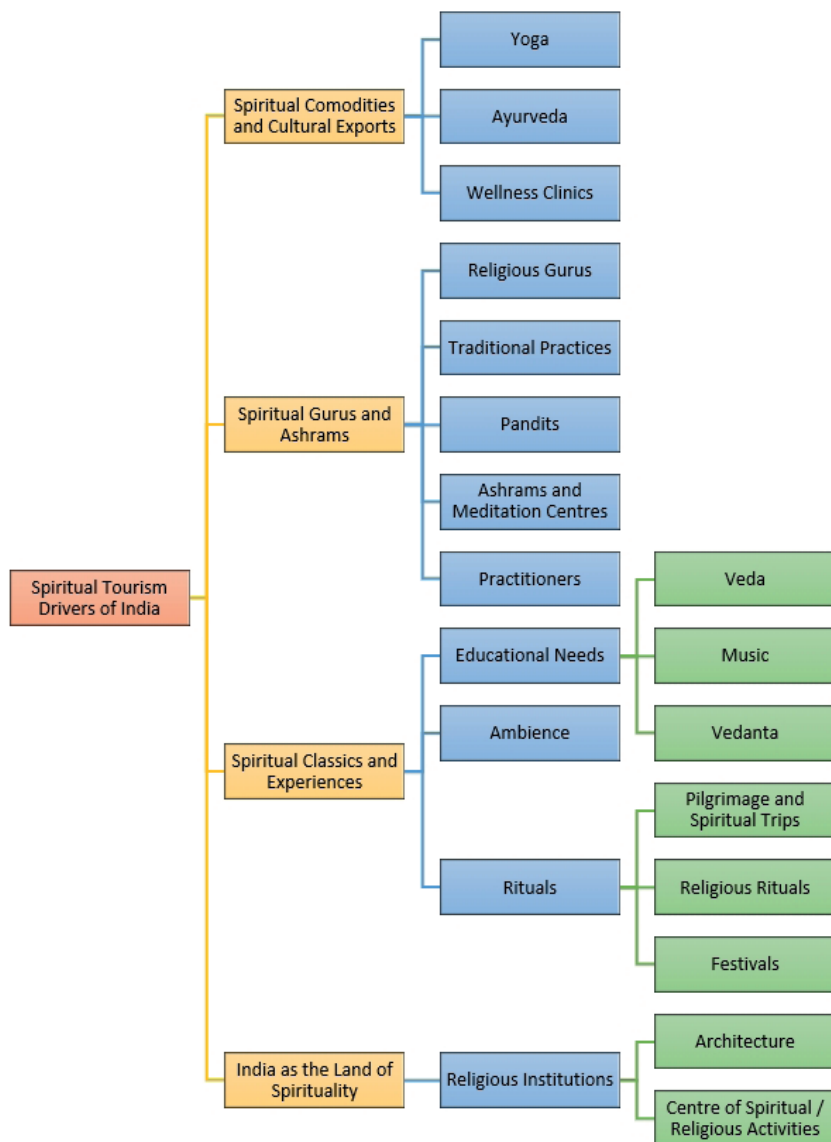 Spiritual Tourism
Drivers of India
Spiritual Comodities
and Cultural Exports
Yoga
Ayurveda
Wellness Clinics
Spiritual Gurus and
Ashrams
Religious Gurus
Traditional Practices
Pandits
Ashrams and
Meditation Centres
Practitioners
Spiritual Classics and
Experiences
Educational Needs
Veda
Music
Vedanta
Ambience
Rituals
Pilgrimage and
Spiritual Trips
Religious Rituals
Festivals
India as the Land of
Spirituality
Religious Institutions
Architecture
Centre of Spiritual /
Religious Activities